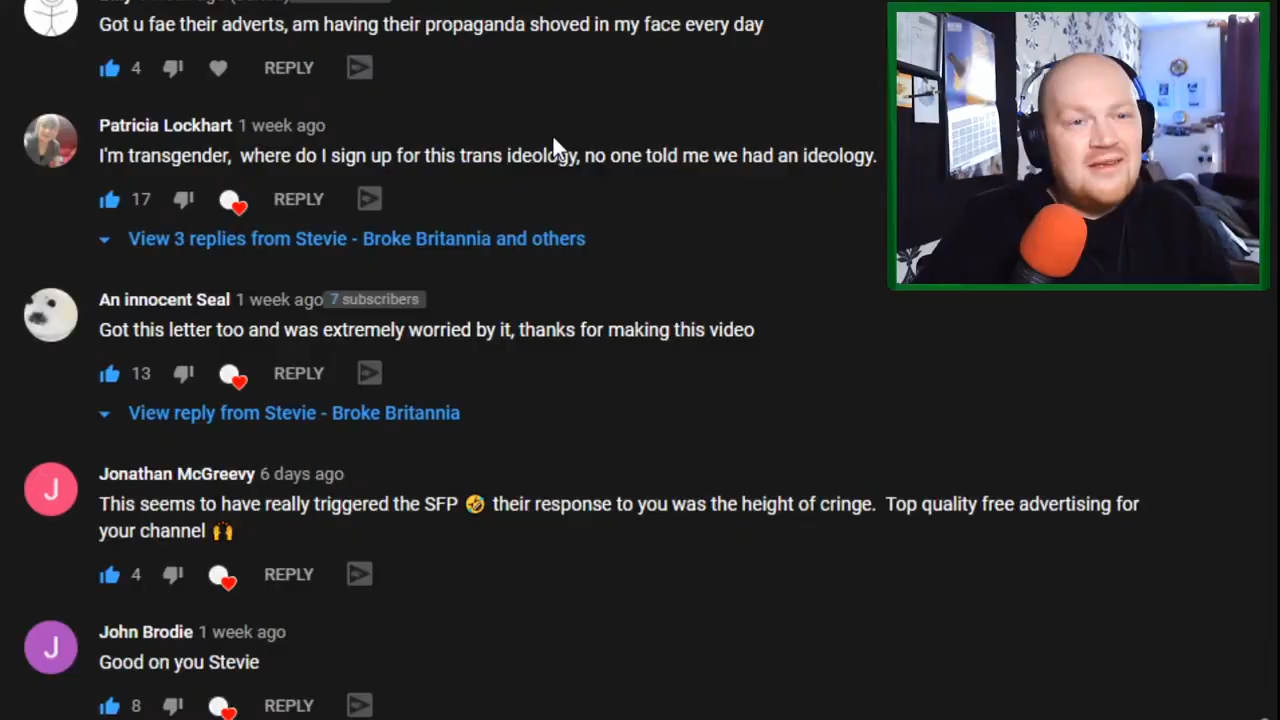 Got u fae their adverts, am having their propaganda shoved in my face every day
4 REPLY
Patricia Lockhart 1 week ago
I'm transgender, where do I sign up for this trans ideology, no one told me we had an ideology.
17 REPLY
View 3 replies from Stevie - Broke Britannia and others
An innocent Seal 1 week ago 7 subscribers
Got this letter too and was extremely worried by it, thanks for making this video
13 REPLY
View reply from Stevie - Broke Britannia
J
Jonathan McGreevy 6 days ago
This seems to have really triggered the SFP 🤣 their response to you was the height of cringe. Top quality free advertising for
your channel 🙌
4 REPLY
J
John Brodie 1 week ago
Good on you Stevie
8 REPLY